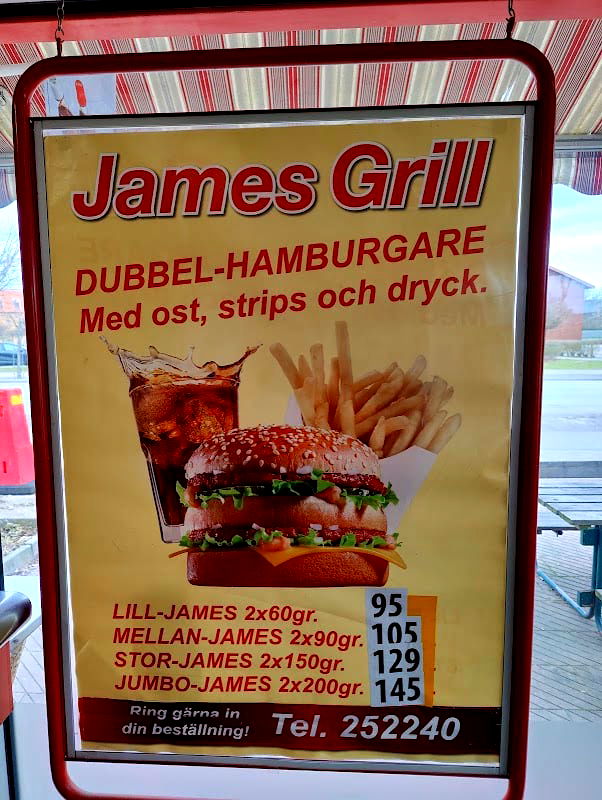 James Grill
DUBBEL-HAMBURGARE
Med ost, strips och dryck.
LILL-JAMES 2x60gr. 95
MELLAN-JAMES 2x90gr. 105
STOR-JAMES 2x150gr. 129
JUMBO-JAMES 2x200gr. 145
Ring gärna in
din beställning! Tel. 252240